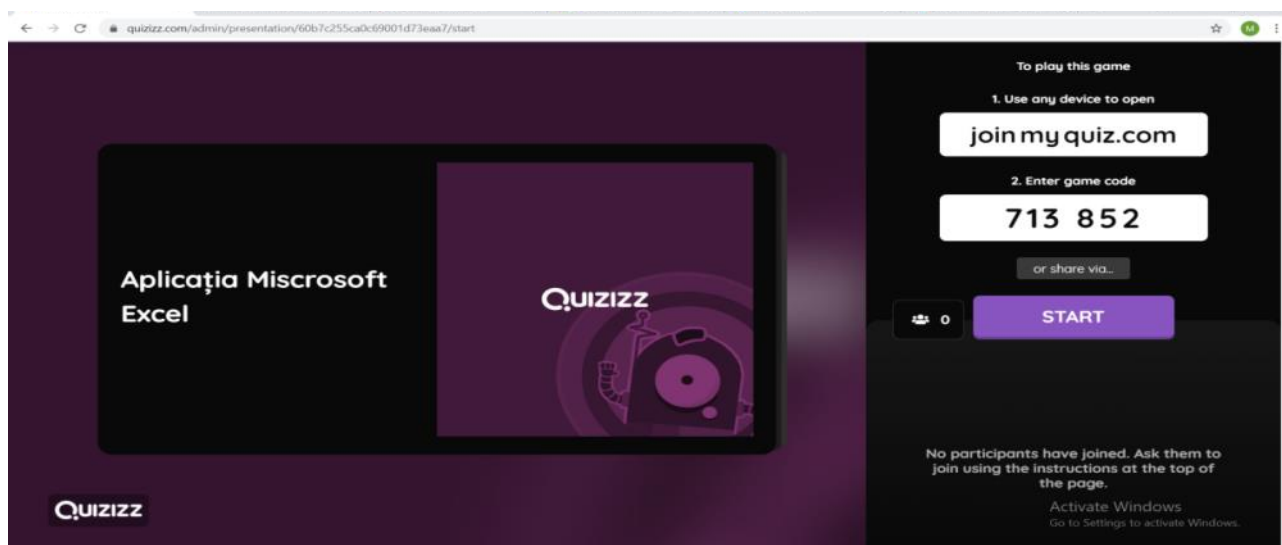 quizizz.com/admin/presentation/60b7c255ca0c69001d73eaa7/start
M
Aplicația Miscrosoft
Excel
Quizizz
Quizizz
To play this game
1. Use any device to open
joinmyquiz.com
2. Enter game code
713 852
or share via...
0
START
No participants have joined. Ask them to
join using the instructions at the top of
the page.
Activate Windows
Go to Settings to activate Windows.